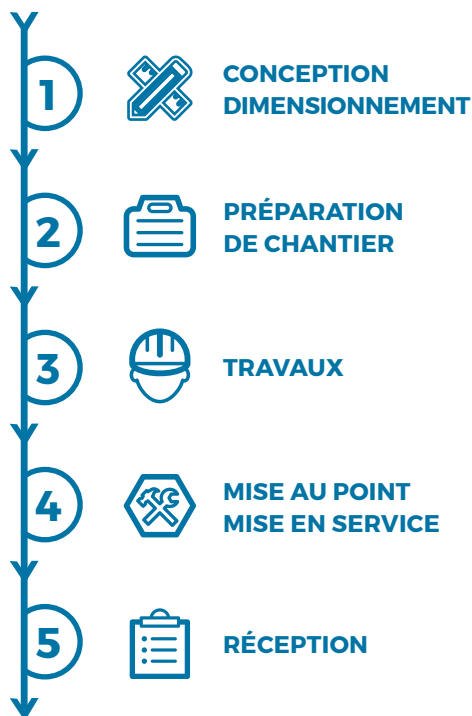 1
CONCEPTION
DIMENSIONNEMENT
2
PRÉPARATION
DE CHANTIER
3
TRAVAUX
4
MISE AU POINT
MISE EN SERVICE
5
RÉCEPTION